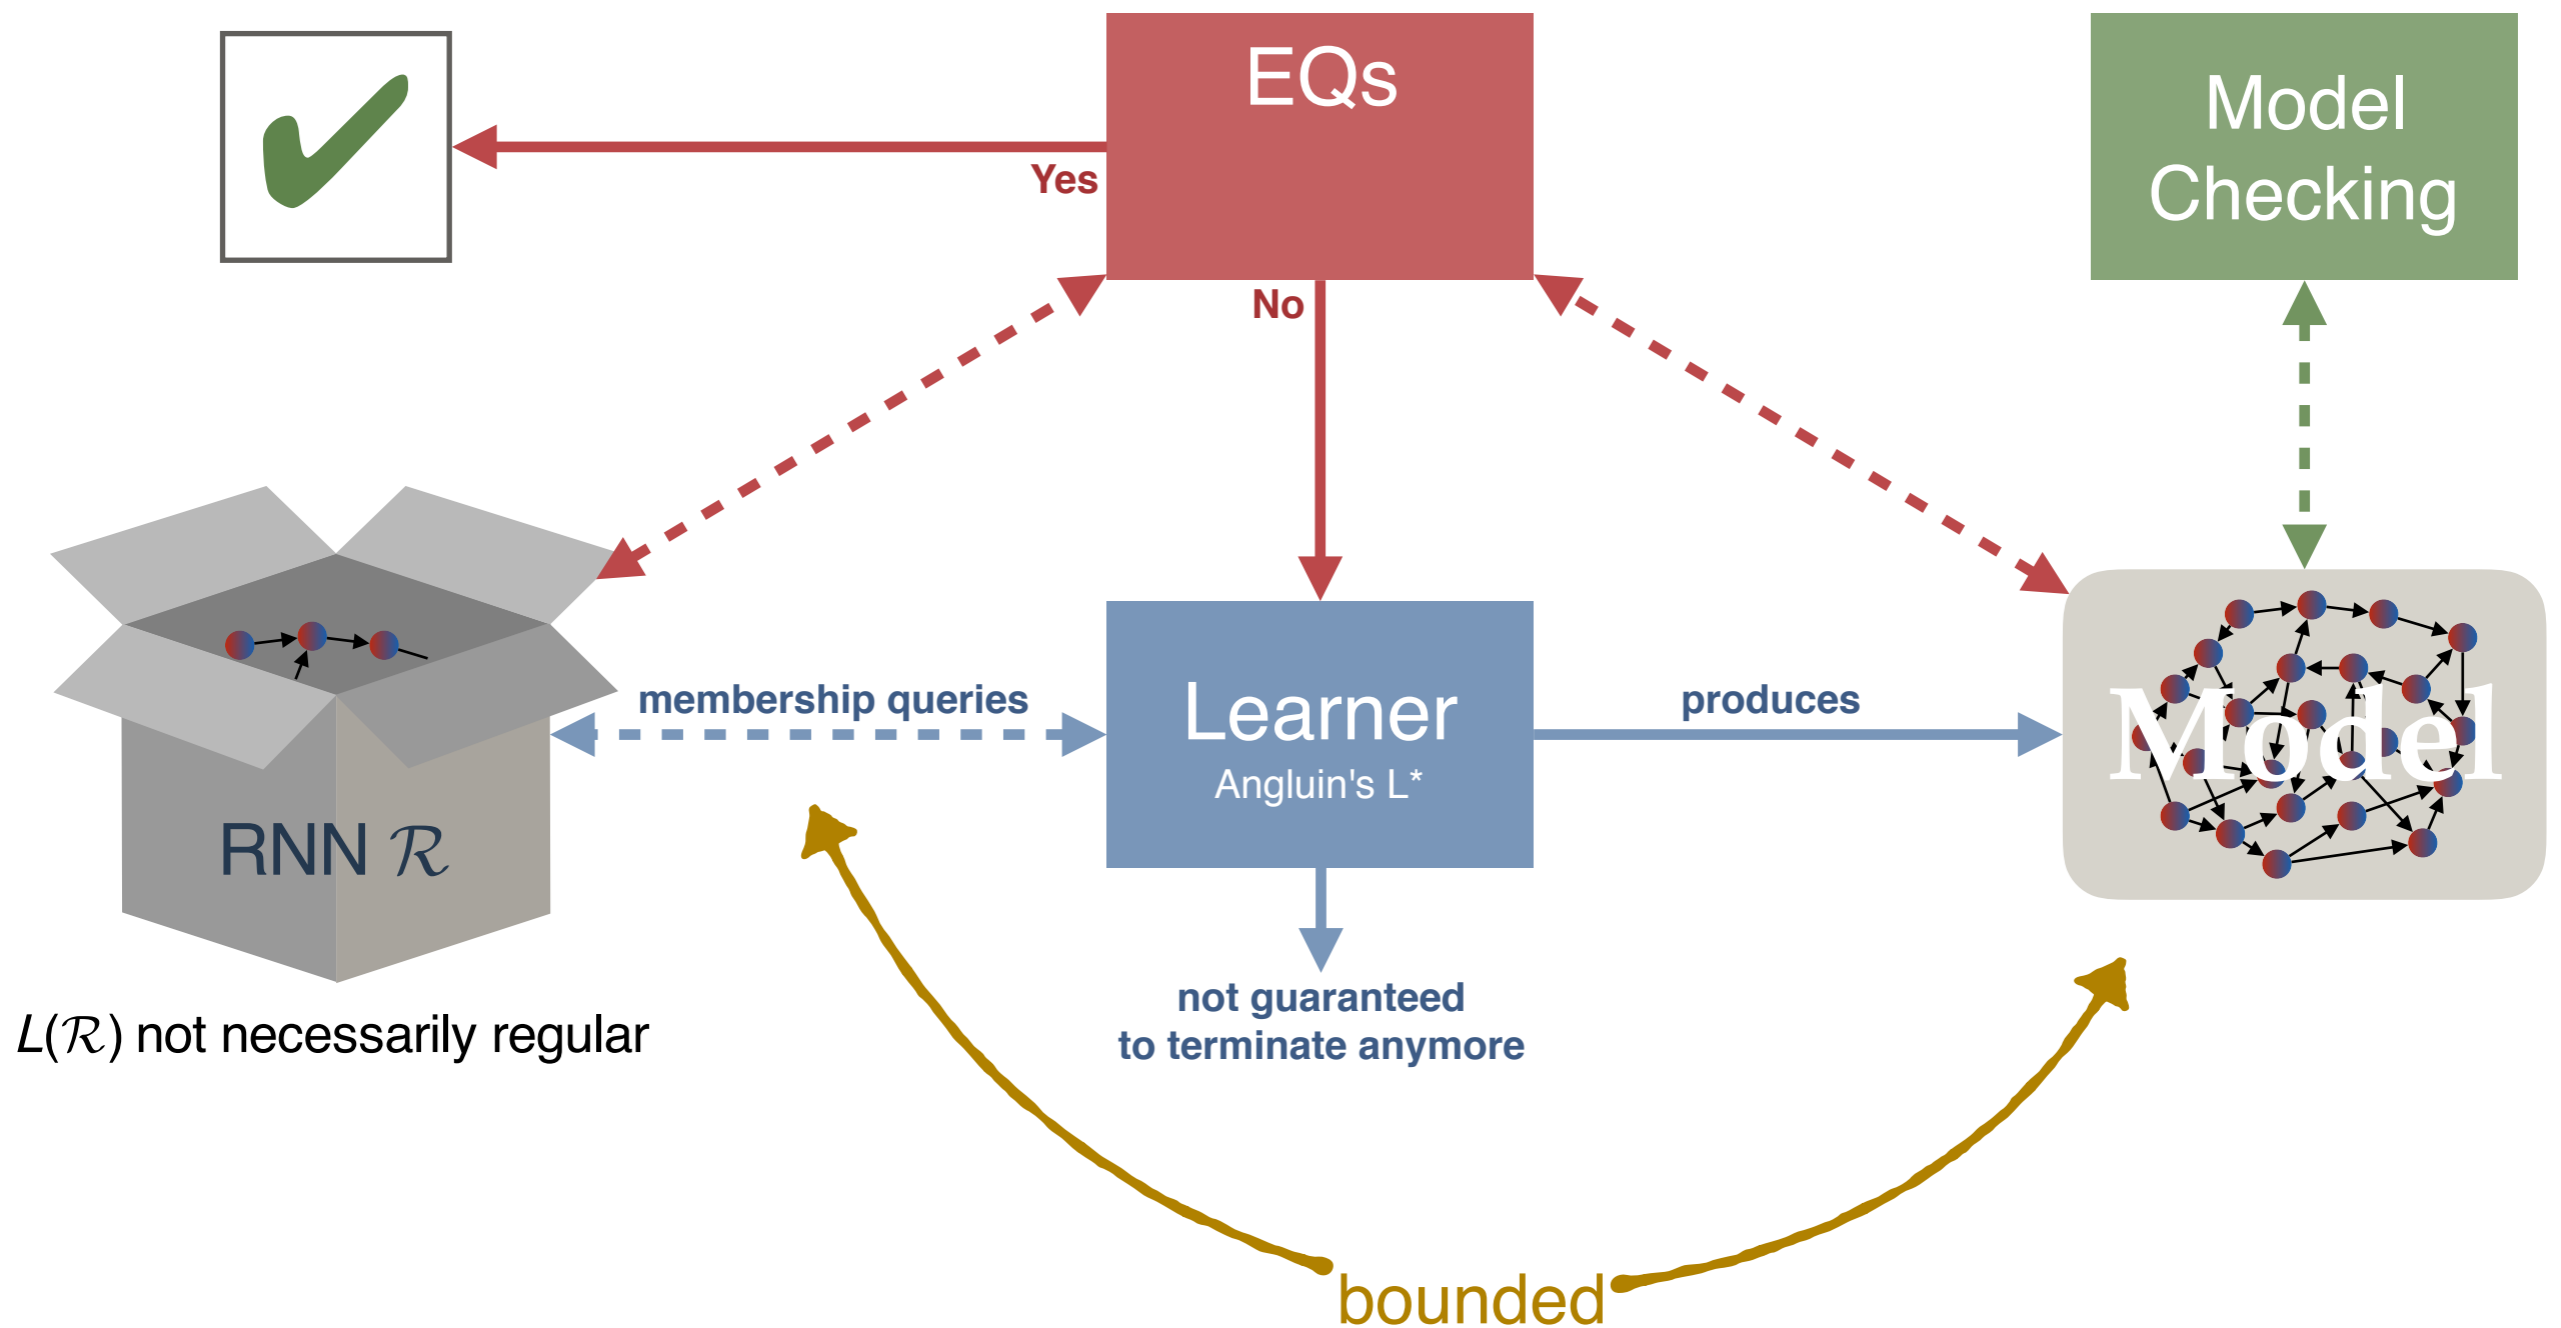 EQs
Model
Checking
Yes
No
membership queries
Learner
Angluin's L*
produces
Model
RNN ℛ
L(ℛ) not necessarily regular
not guaranteed
to terminate anymore
bounded